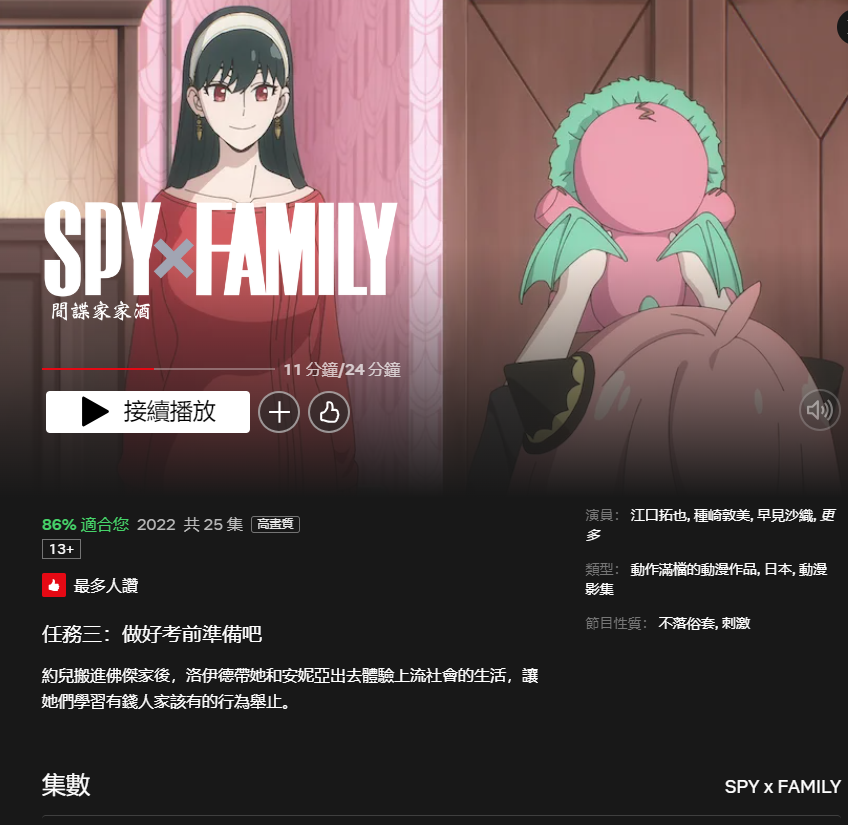 SPY×FAMILY
間諜家家酒
11 分鐘/24 分鐘
接續播放
86% 適合您 2022 共 25 集 高畫質
13+
最多人讚
任務三：做好考前準備吧
約兒搬進佛傑家後，洛伊德帶她和安妮亞出去體驗上流社會的生活，讓
她們學習有錢人家該有的行為舉止。
演員： 江口拓也, 種﨑敦美, 早見沙織, 更
多
類型： 動作滿檔的動漫作品, 日本, 動漫
影集
節目性質： 不落俗套, 刺激
集數
SPY x FAMILY